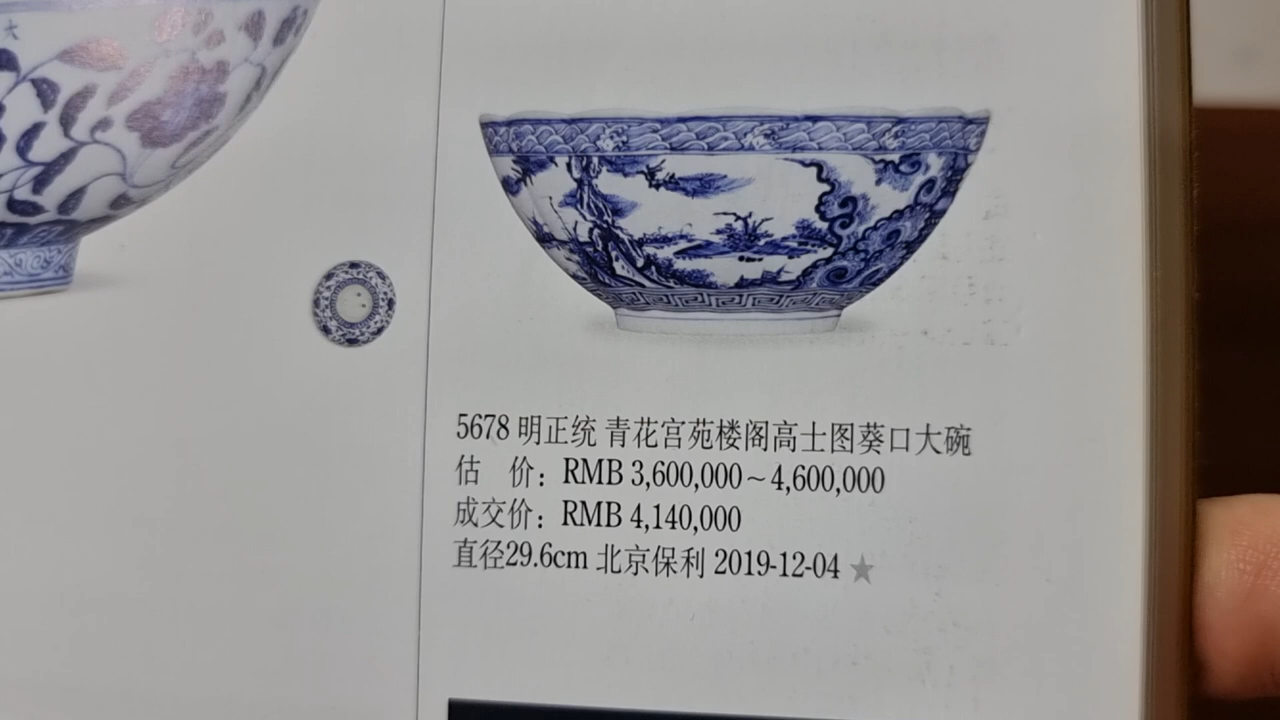 大
5678 明正统 青花宫苑楼阁高士图葵口大碗
估 价：RMB 3,600,000~4,600,000
成交价：RMB 4,140,000
直径29.6cm 北京保利 2019-12-04 ★